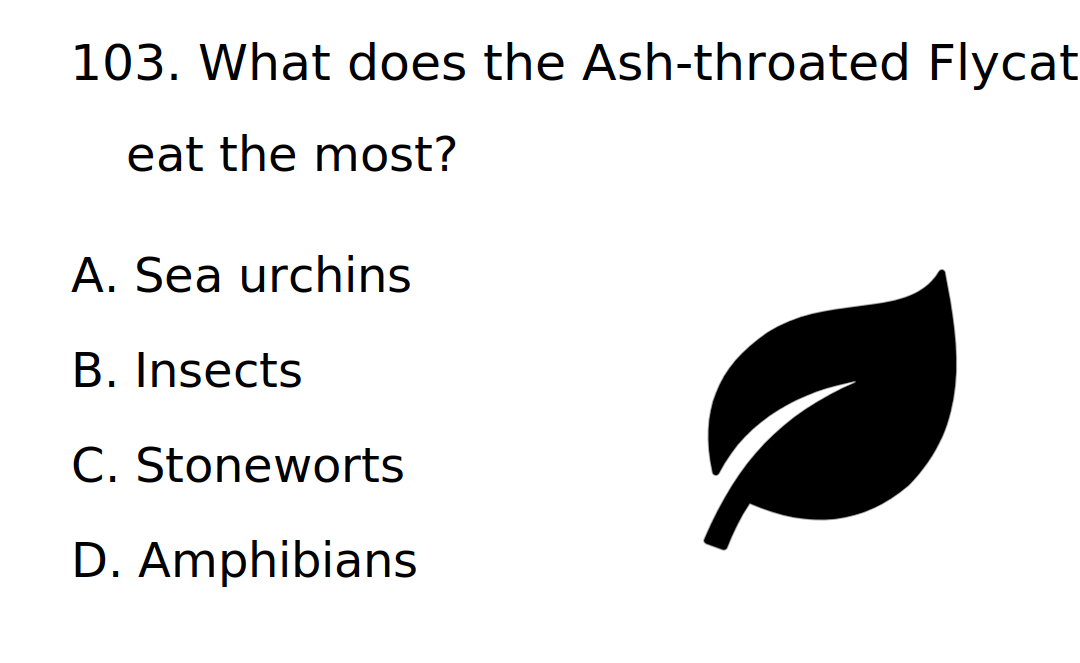 103. What does the Ash-throated Flycat
eat the most?
A. Sea urchins
B. Insects
C. Stoneworts
D. Amphibians